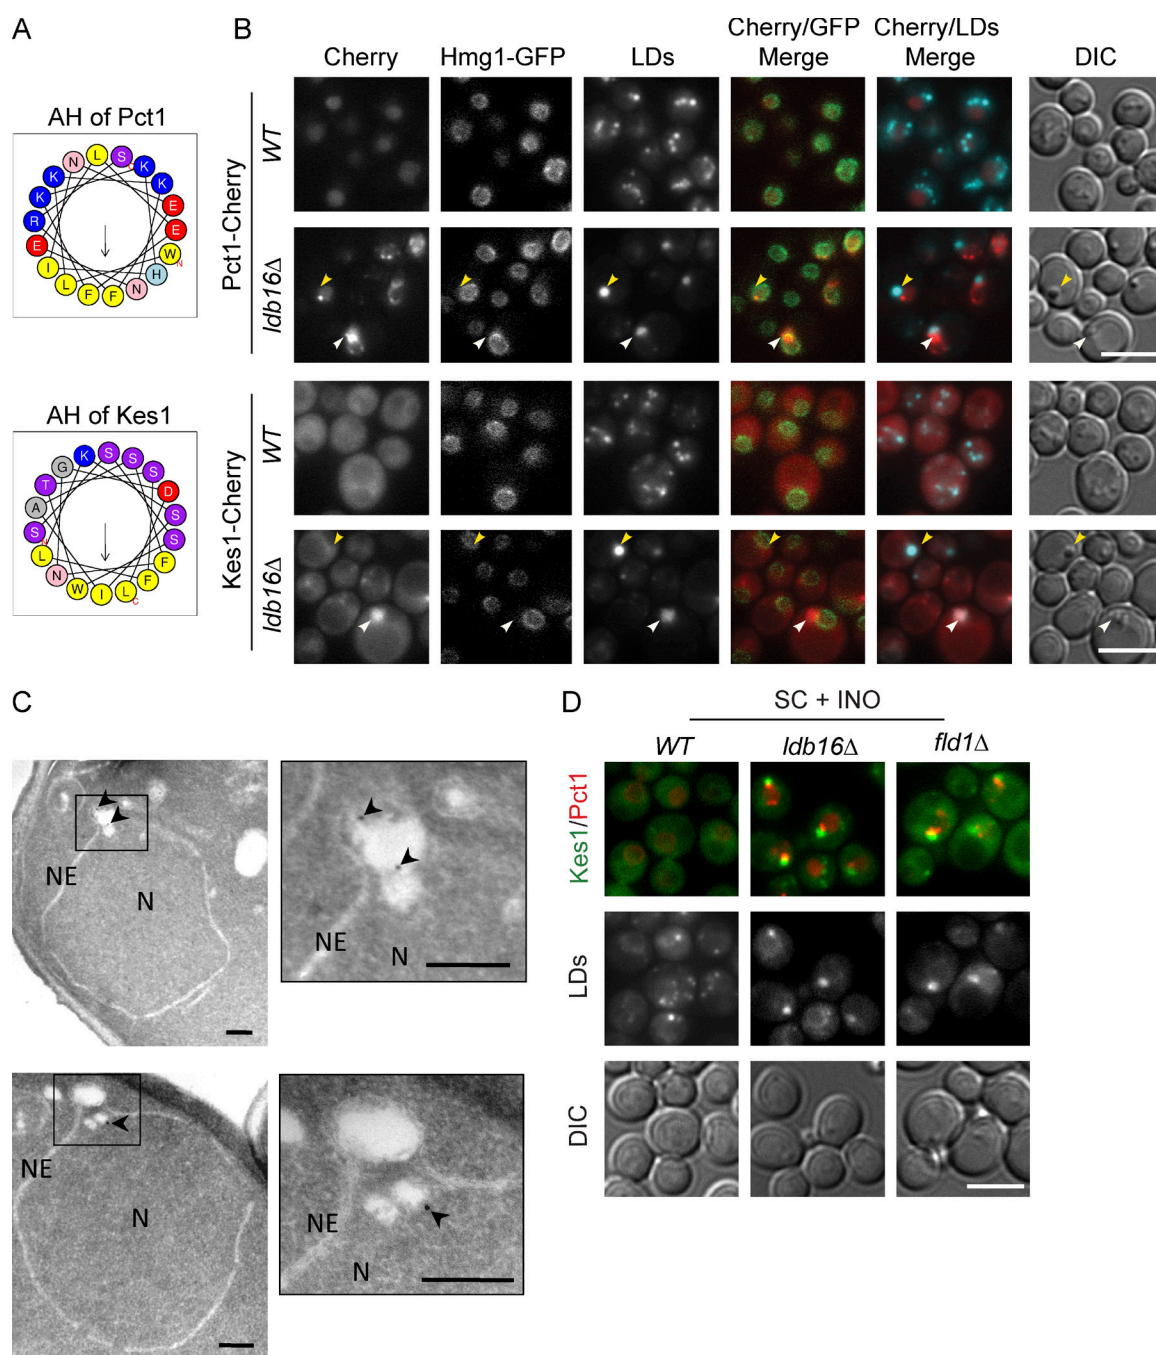 A
B
Cherry
Hmg1-GFP
LDs
Cherry/GFP
Merge
Cherry/LDs
Merge
DIC
AH of Pct1
L
S
K
K
E
E
W
N
H
N
F
F
L
I
E
R
K
K
N
Pct1-Cherry
WT
ldb16Δ
AH of Kes1
K
S
S
S
D
S
S
F
F
L
C
I
W
N
L
N
S
A
T
G
Kes1-Cherry
WT
ldb16Δ
C
NE
N
NE
N
NE
N
NE
N
D
SC + INO
WT
ldb16Δ
fld1Δ
Kes1/Pct1
LDs
DIC